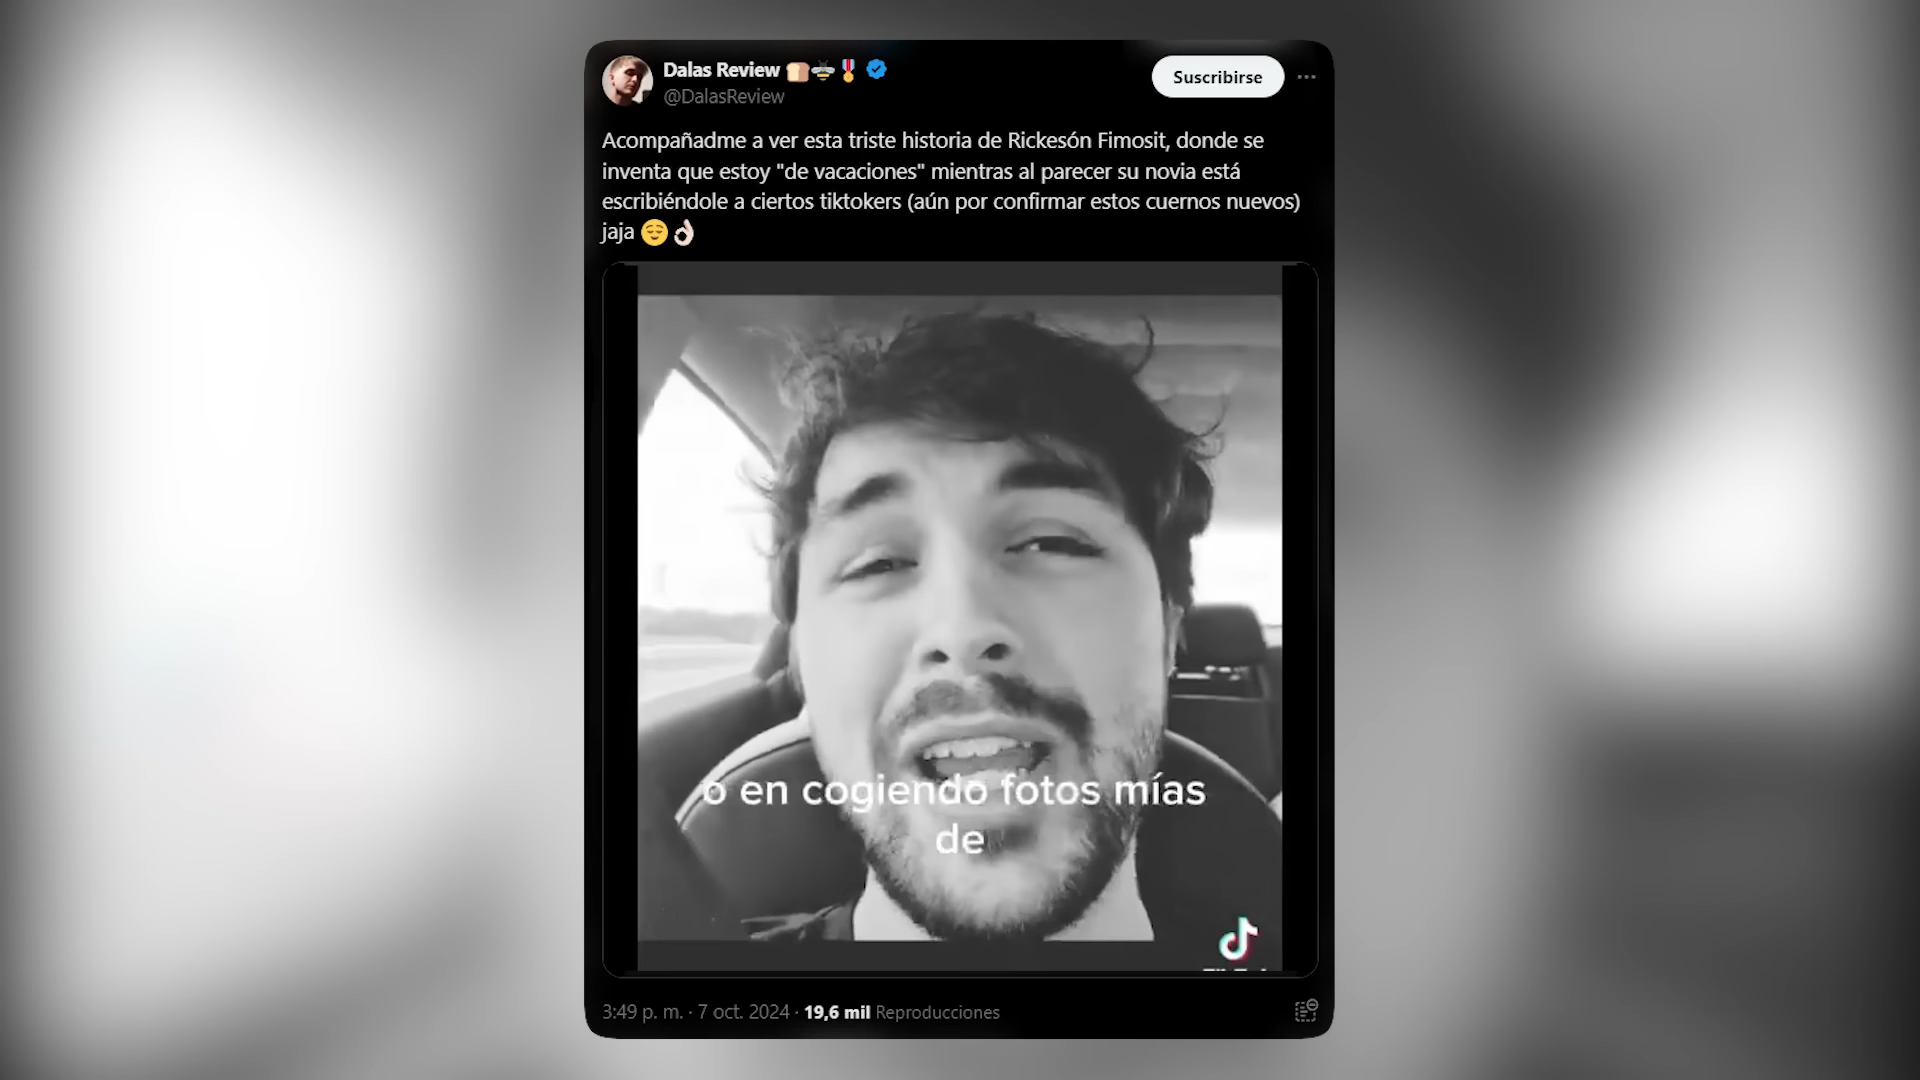 Dalas Review 🍞🐝🎖️
@DalasReview
Suscribirse
Acompañadme a ver esta triste historia de Rickesón Fimosit, donde se
inventa que estoy "de vacaciones" mientras al parecer su novia está
escribiéndole a ciertos tiktokers (aún por confirmar estos cuernos nuevos)
jaja 😌👌🏻
o en cogiendo fotos mías
de
3:49 p. m. · 7 oct. 2024 · 19,6 mil Reproducciones